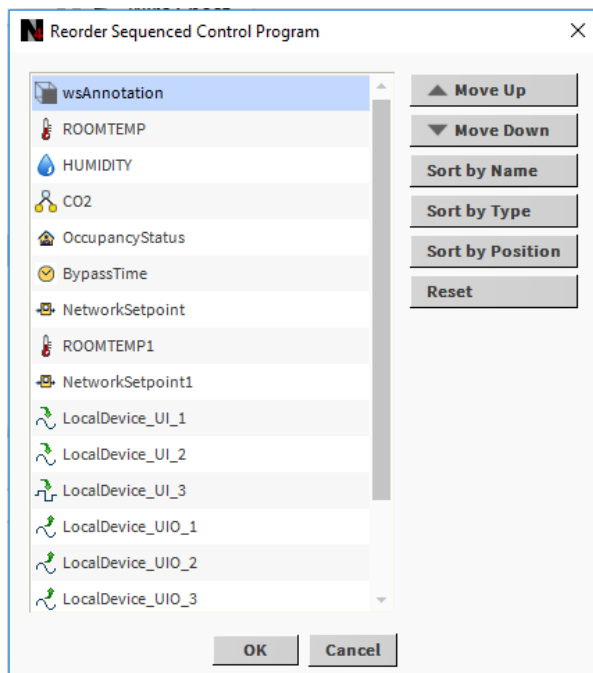 Reorder Sequenced Control Program
wsAnnotation
ROOMTEMP
HUMIDITY
CO2
OccupancyStatus
BypassTime
NetworkSetpoint
ROOMTEMP1
NetworkSetpoint1
LocalDevice_UI_1
LocalDevice_UI_2
LocalDevice_UI_3
LocalDevice_UIO_1
LocalDevice_UIO_2
LocalDevice_UIO_3
Move Up
Move Down
Sort by Name
Sort by Type
Sort by Position
Reset
OK
Cancel